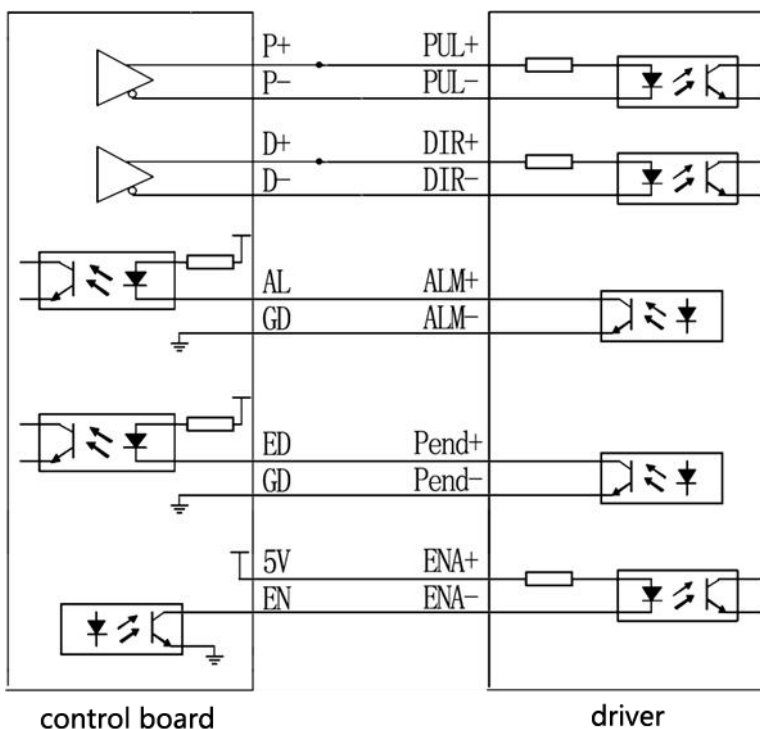 P+ PUL+
P- PUL-
D+ DIR+
D- DIR-
AL ALM+
GD ALM-
ED Pend+
GD Pend-
5V ENA+
EN ENA-
control board driver